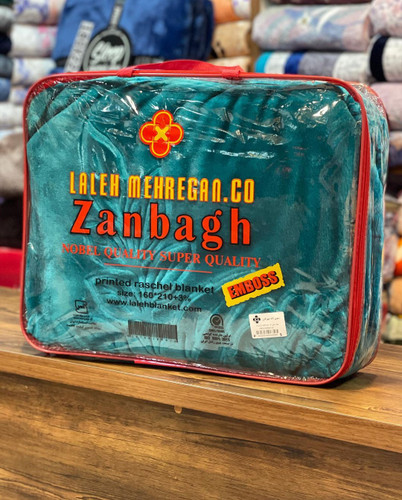 LALEH MEHREGAN.CO
Zanbagh
NOBEL QUALITY SUPER QUALITY
printed raschel blanket
size: 160*210±3%
www.lalehblanket.com
EMBOSS